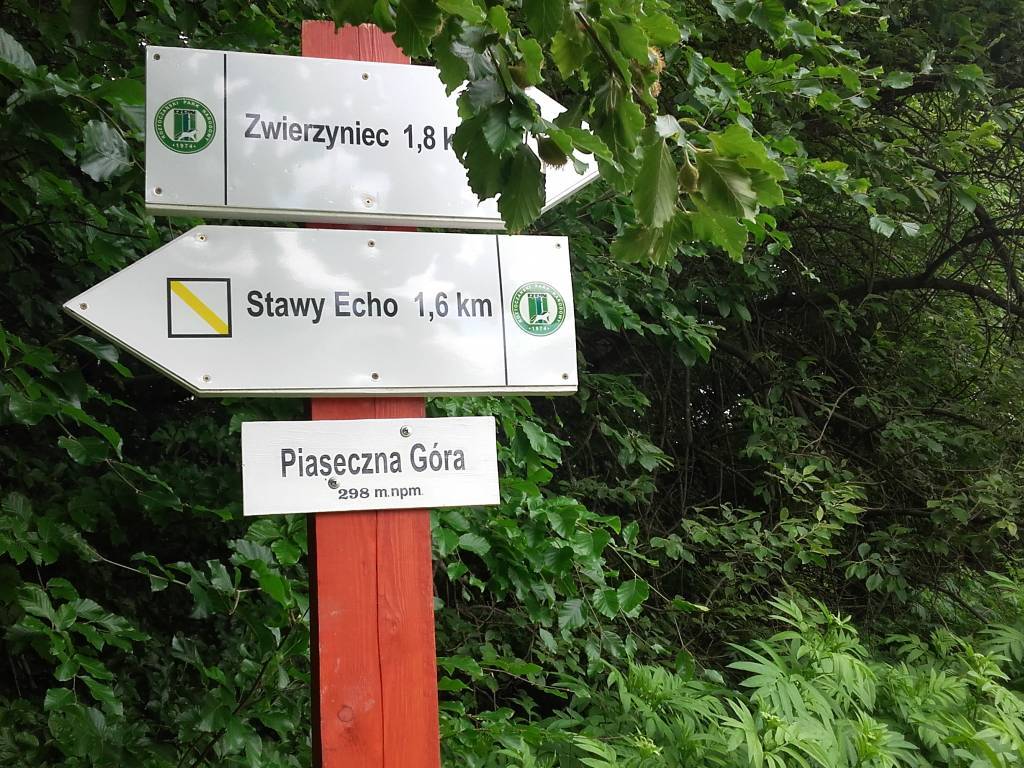 Zwierzyniec 1,8
Stawy Echo 1,6 km
Piaseczna Góra
298 m.npm.